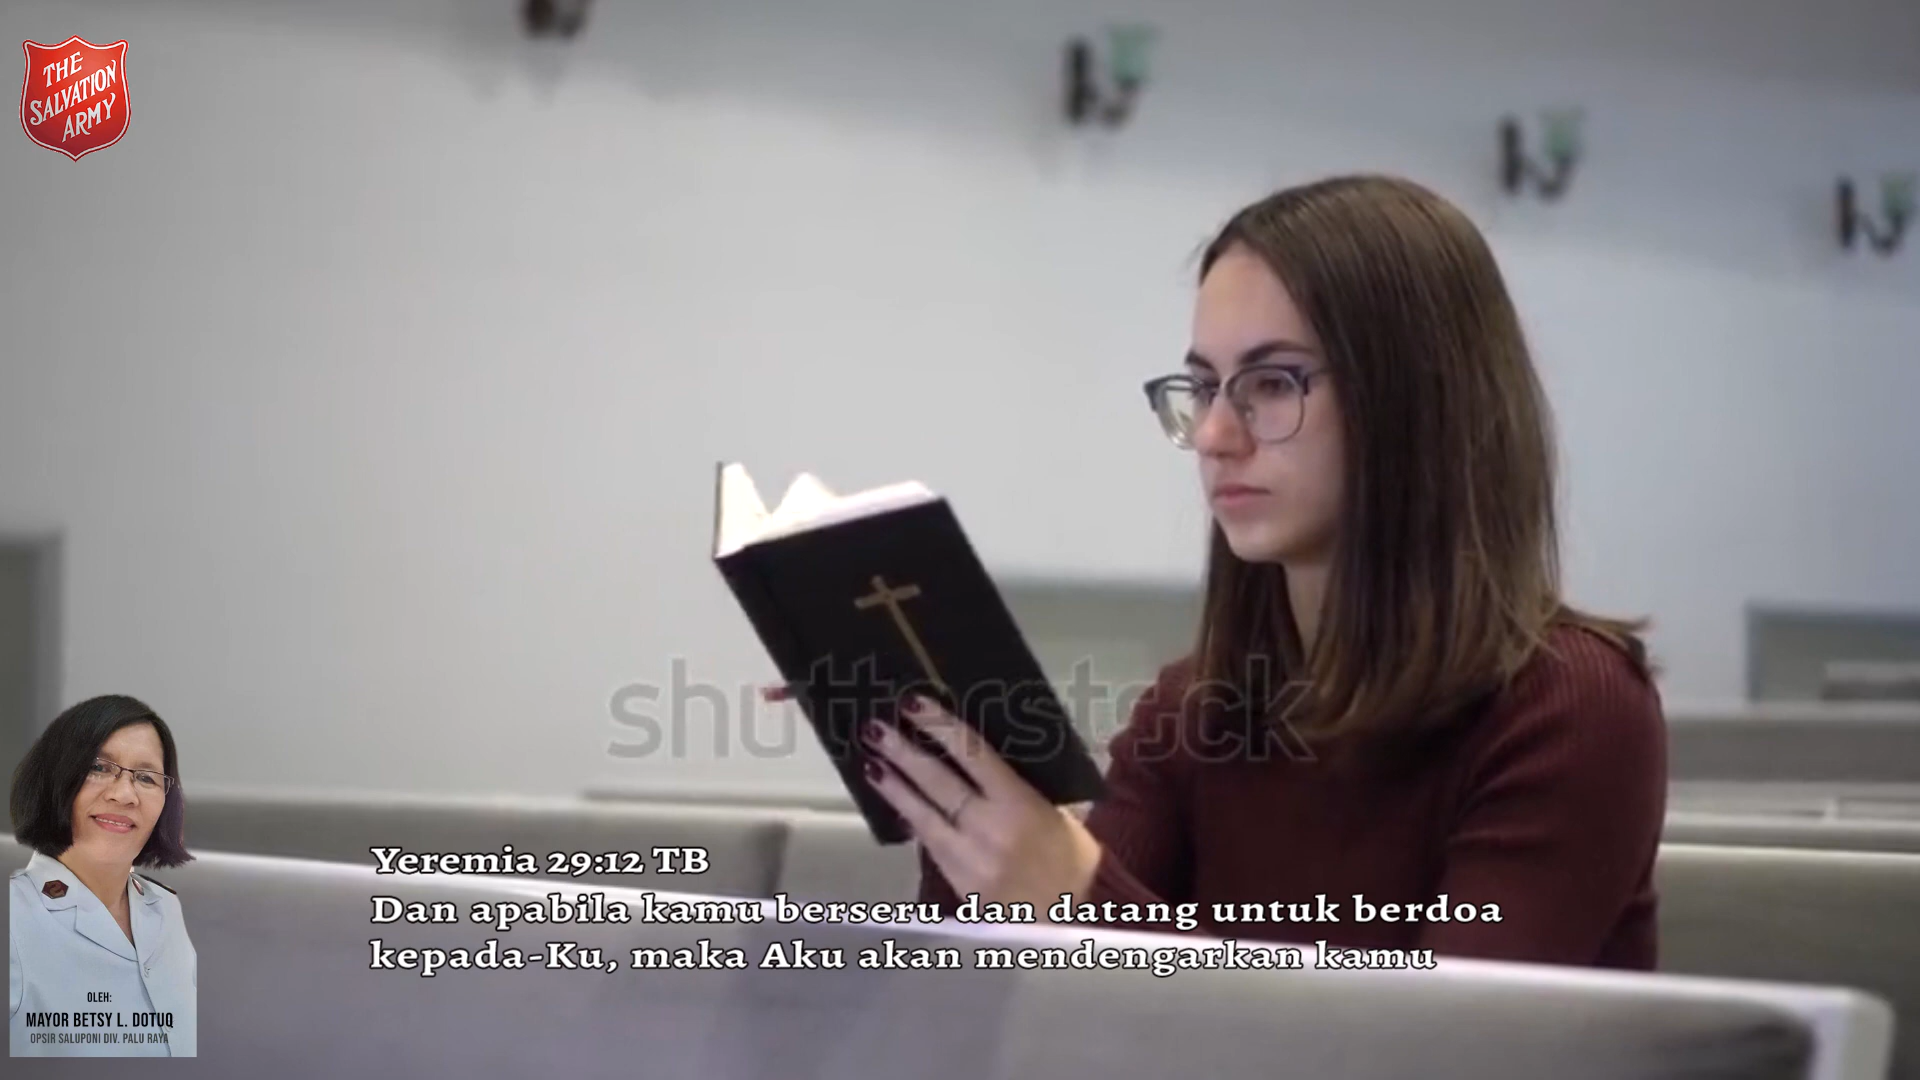 THE
SALVATION
ARMY
shutterstock
Yeremia 29:12 TB
Dan apabila kamu berseru dan datang untuk berdoa
kepada-Ku, maka Aku akan mendengarkan kamu
OLEH:
MAYOR BETSY L. DOTUQ
OPSIR SALUPONI DIV. PALU RAYA